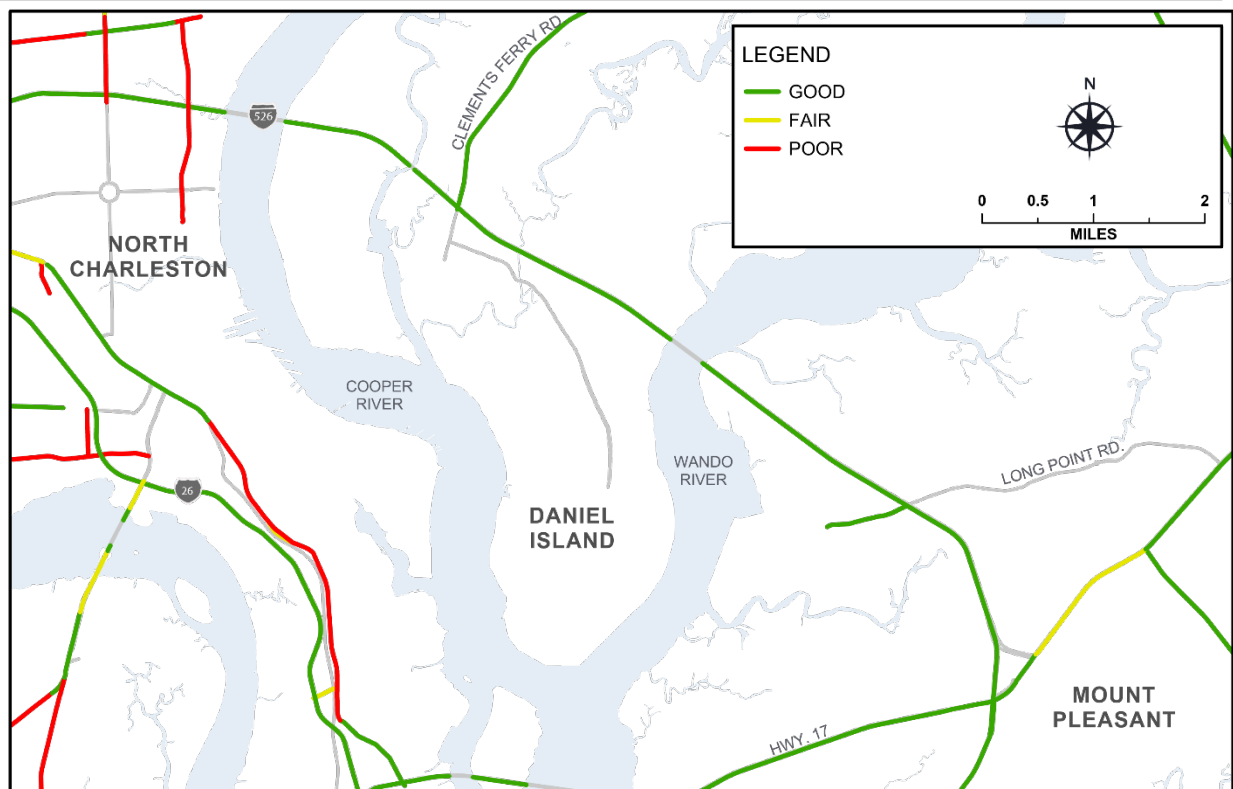 LEGEND
GOOD
FAIR
POOR
N
0 0.5 1 2
MILES
CLEMENTS FERRY RD
526
NORTH
CHARLESTON
COOPER
RIVER
WANDO
RIVER
LONG POINT RD.
26
DANIEL
ISLAND
MOUNT
PLEASANT
HWY. 17